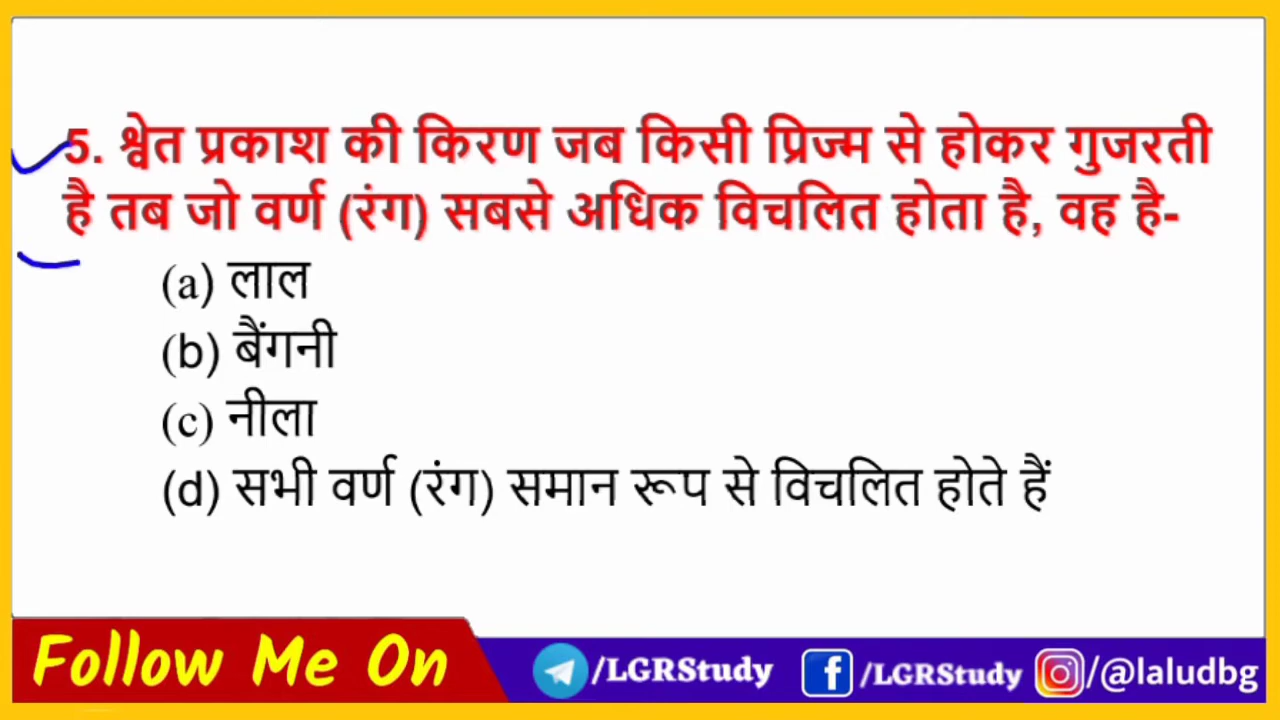 5. श्वेत प्रकाश की किरण जब किसी प्रिज्म से होकर गुजरती
है तब जो वर्ण (रंग) सबसे अधिक विचलित होता है, वह है-
(a) लाल
(b) बैंगनी
(c) नीला
(d) सभी वर्ण (रंग) समान रूप से विचलित होते हैं
Follow Me On /LGRStudy /LGRStudy /@laludbg